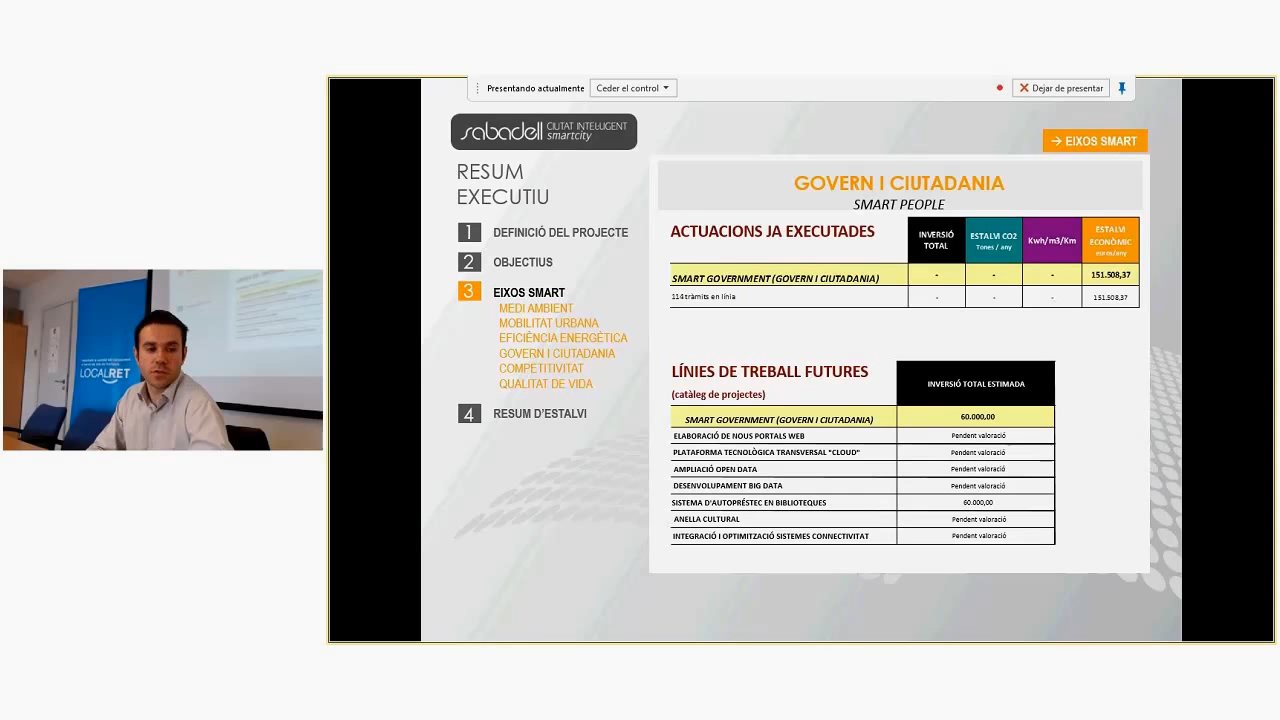 Presentando actualmente
Ceder el control
Dejar de presentar
sabadell CIUTAT INTEL·LIGENT
smartcity
→ EIXOS SMART
RESUM
EXECUTIU
1 DEFINICIÓ DEL PROJECTE
2 OBJECTIUS
3 EIXOS SMART
MEDI AMBIENT
MOBILITAT URBANA
EFICIÈNCIA ENERGÈTICA
GOVERN I CIUTADANIA
COMPETITIVITAT
QUALITAT DE VIDA
4 RESUM D'ESTALVI
GOVERN I CIUTADANIA
SMART PEOPLE
ACTUACIONS JA EXECUTADES
INVERSIÓ
TOTAL
ESTALVI CO2
Tones / any
Kwh/m3/Km
ESTALVI
ECONÒMIC
euros/any
SMART GOVERNMENT (GOVERN I CIUTADANIA) - - - 151.508,37
114 tràmits en línia - - - 151.508,37
LÍNIES DE TREBALL FUTURES
(catàleg de projectes)
INVERSIÓ TOTAL ESTIMADA
SMART GOVERNMENT (GOVERN I CIUTADANIA) 60.000,00
ELABORACIÓ DE NOUS PORTALS WEB Pendent valoració
PLATAFORMA TECNOLÒGICA TRANSVERSAL "CLOUD" Pendent valoració
AMPLIACIÓ OPEN DATA Pendent valoració
DESENVOLUPAMENT BIG DATA Pendent valoració
SISTEMA D'AUTOPRÉSTEC EN BIBLIOTEQUES 60.000,00
ANELLA CULTURAL Pendent valoració
INTEGRACIÓ I OPTIMITZACIÓ SISTEMES CONNECTIVITAT Pendent valoració
LOCALRET